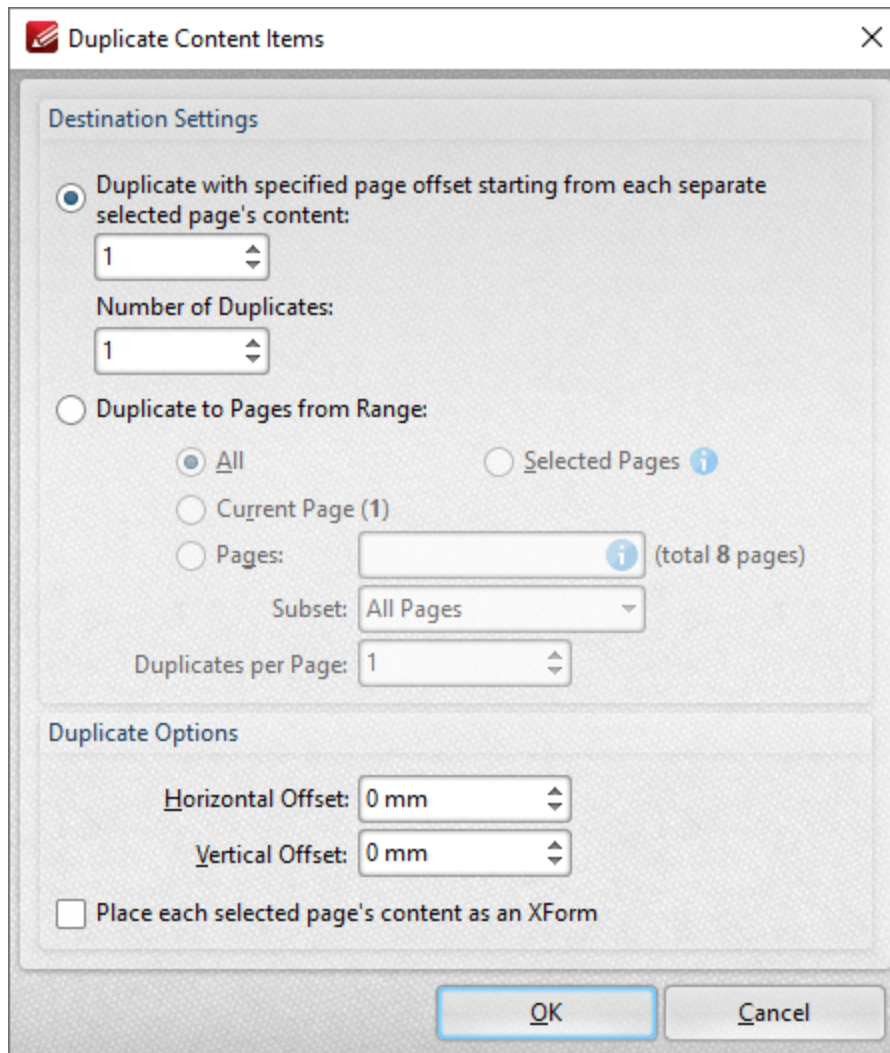 Duplicate Content Items
Destination Settings
Duplicate with specified page offset starting from each separate
selected page's content:
1
Number of Duplicates:
1
Duplicate to Pages from Range:
All Selected Pages i
Current Page (1)
Pages: i (total 8 pages)
Subset: All Pages
Duplicates per Page: 1
Duplicate Options
Horizontal Offset: 0 mm
Vertical Offset: 0 mm
Place each selected page's content as an XForm
OK Cancel